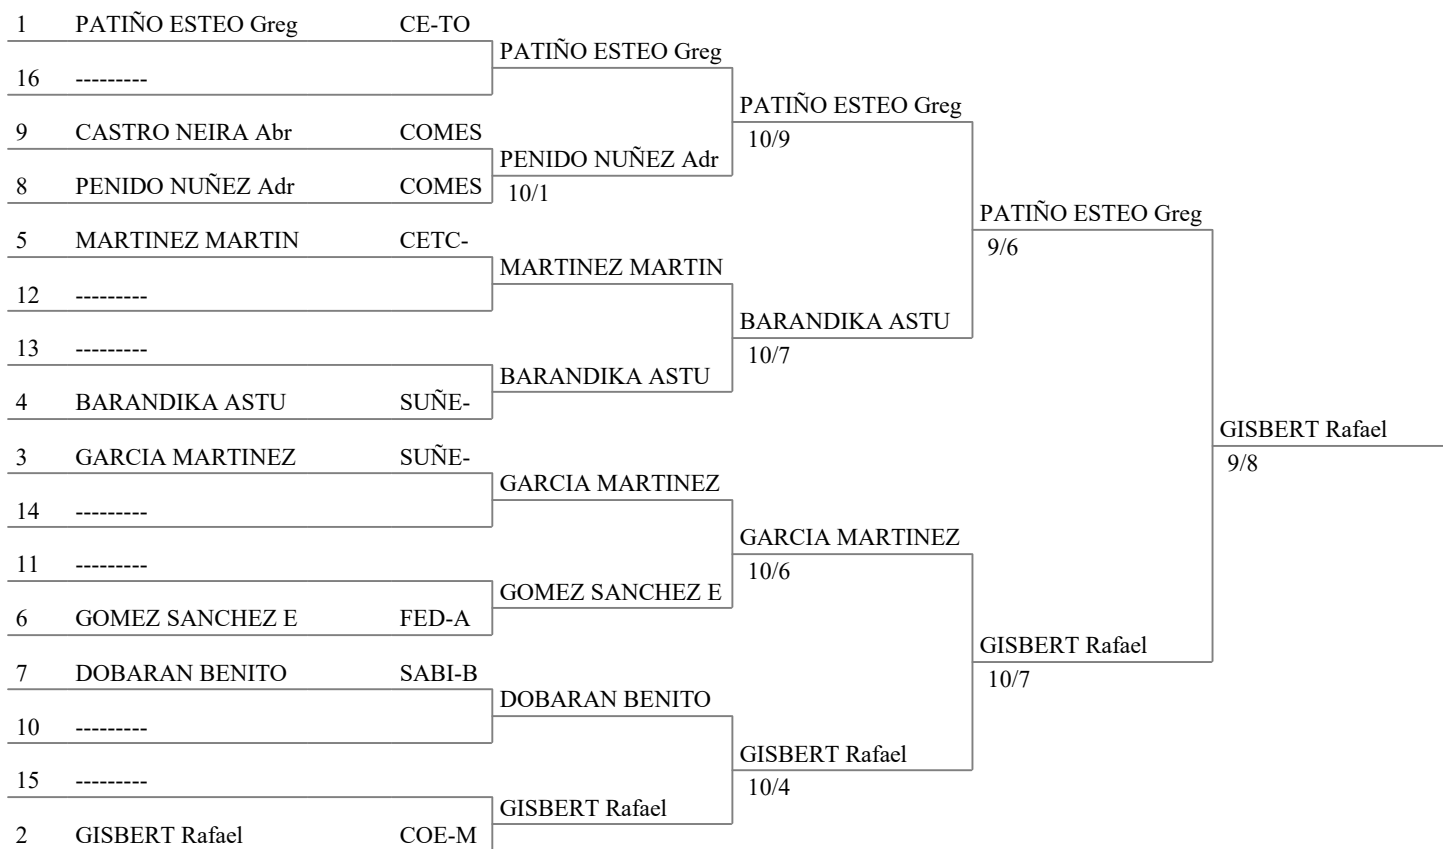 1 PATIÑO ESTEO Greg CE-TO
PATIÑO ESTEO Greg
16 ---------
PATIÑO ESTEO Greg
9 CASTRO NEIRA Abr COMES
10/9
PENIDO NUÑEZ Adr
8 PENIDO NUÑEZ Adr COMES
10/1
PATIÑO ESTEO Greg
5 MARTINEZ MARTIN CETC-
9/6
MARTINEZ MARTIN
12 ---------
BARANDIKA ASTU
13 ---------
10/7
BARANDIKA ASTU
4 BARANDIKA ASTU SUÑE-
GISBERT Rafael
3 GARCIA MARTINEZ SUÑE-
9/8
GARCIA MARTINEZ
14 ---------
GARCIA MARTINEZ
11 ---------
10/6
GOMEZ SANCHEZ E
6 GOMEZ SANCHEZ E FED-A
GISBERT Rafael
7 DOBARAN BENITO SABI-B
10/7
DOBARAN BENITO
10 ---------
GISBERT Rafael
15 ---------
10/4
GISBERT Rafael
2 GISBERT Rafael COE-M